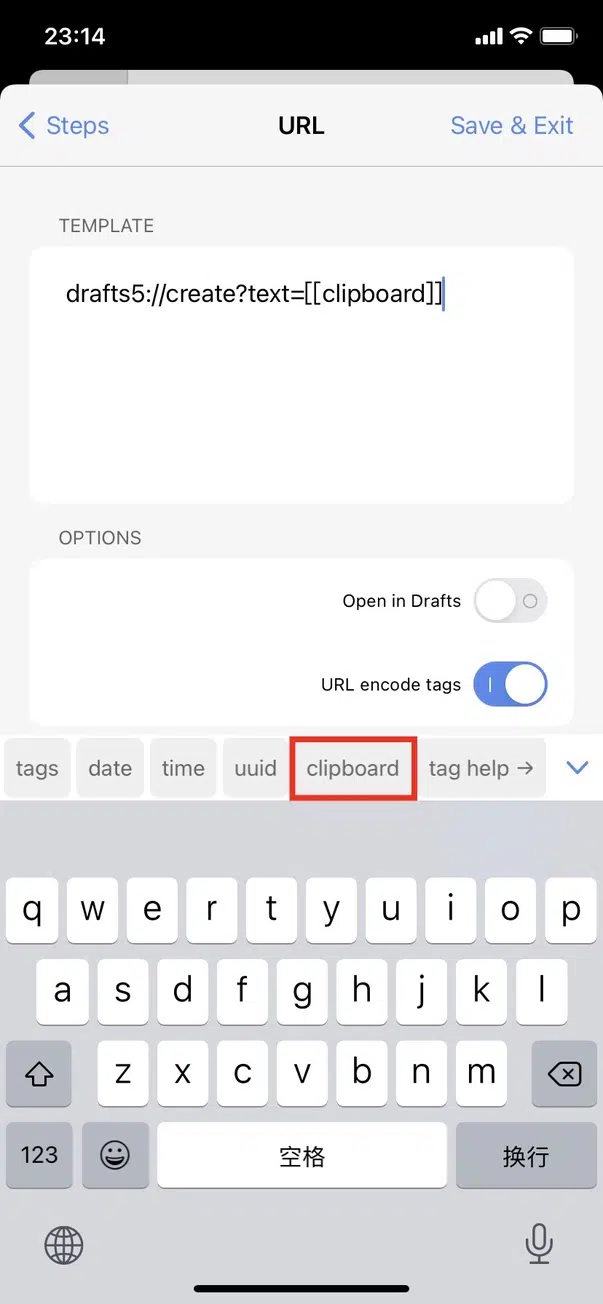 23:14
Steps
URL
Save & Exit
TEMPLATE
drafts5://create?text=[[clipboard]]
OPTIONS
Open in Drafts
URL encode tags
tags date time uuid clipboard tag help →
q w e r t y u i o p
a s d f g h j k l
z x c v b n m
123 空格 换行